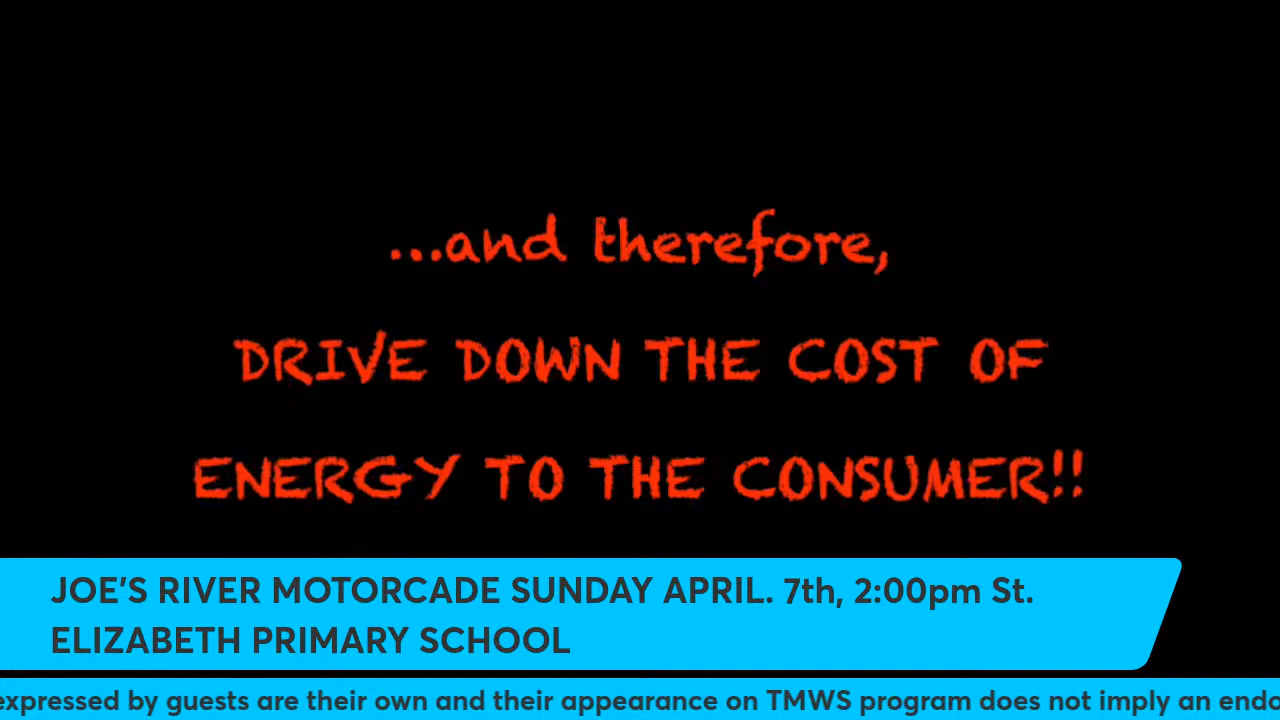 ...and therefore,
DRIVE DOWN THE COST OF
ENERGY TO THE CONSUMER!!
JOE'S RIVER MOTORCADE SUNDAY APRIL. 7th, 2:00pm St.
ELIZABETH PRIMARY SCHOOL
expressed by guests are their own and their appearance on TMWS program does not imply an